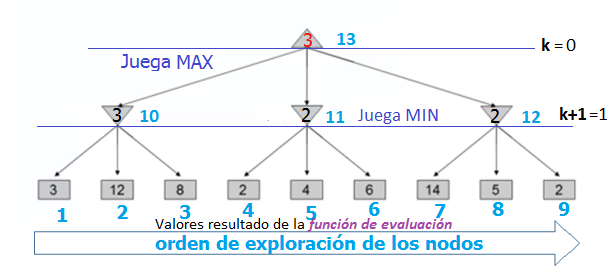 3 13 k = 0
Juega MAX
3 10 2 11 Juega MIN 2 12 k+1 =1
3 12 8 2 4 6 14 5 2
1 2 3 4 5 6 7 8 9
Valores resultado de la función de evaluación
orden de exploración de los nodos